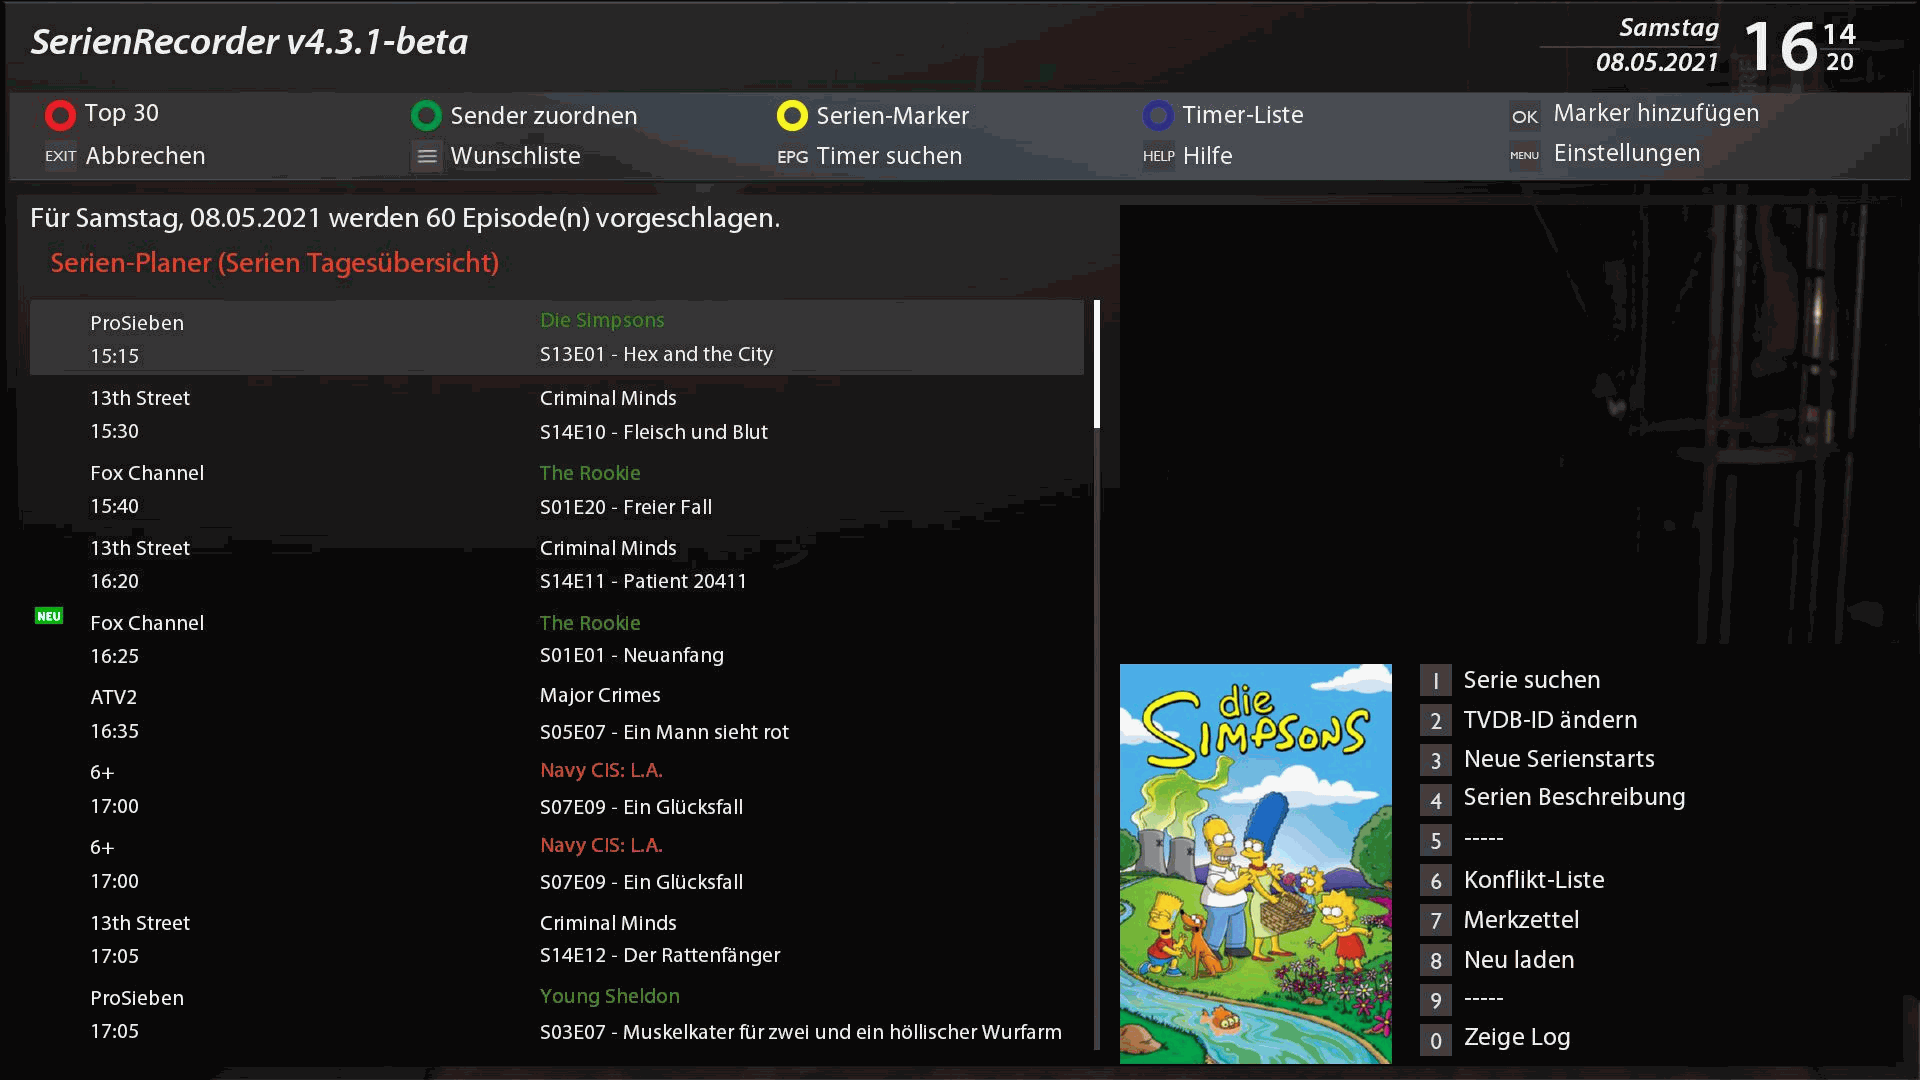 SerienRecorder v4.3.1-beta
Samstag
08.05.2021
16 14 20
Top 30
Sender zuordnen
Serien-Marker
Timer-Liste
OK Marker hinzufügen
EXIT Abbrechen
Wunschliste
EPG Timer suchen
HELP Hilfe
MENU Einstellungen
Für Samstag, 08.05.2021 werden 60 Episode(n) vorgeschlagen.
Serien-Planer (Serien Tagesübersicht)
ProSieben Die Simpsons
15:15 S13E01 - Hex and the City
13th Street Criminal Minds
15:30 S14E10 - Fleisch und Blut
Fox Channel The Rookie
15:40 S01E20 - Freier Fall
13th Street Criminal Minds
16:20 S14E11 - Patient 20411
NEU Fox Channel The Rookie
16:25 S01E01 - Neuanfang
ATV2 Major Crimes
16:35 S05E07 - Ein Mann sieht rot
6+ Navy CIS: L.A.
17:00 S07E09 - Ein Glücksfall
6+ Navy CIS: L.A.
17:00 S07E09 - Ein Glücksfall
13th Street Criminal Minds
17:05 S14E12 - Der Rattenfänger
ProSieben Young Sheldon
17:05 S03E07 - Muskelkater für zwei und ein höllischer Wurfarm
die
SIMPSONS
1 Serie suchen
2 TVDB-ID ändern
3 Neue Serienstarts
4 Serien Beschreibung
5 -----
6 Konflikt-Liste
7 Merkzettel
8 Neu laden
9 -----
0 Zeige Log